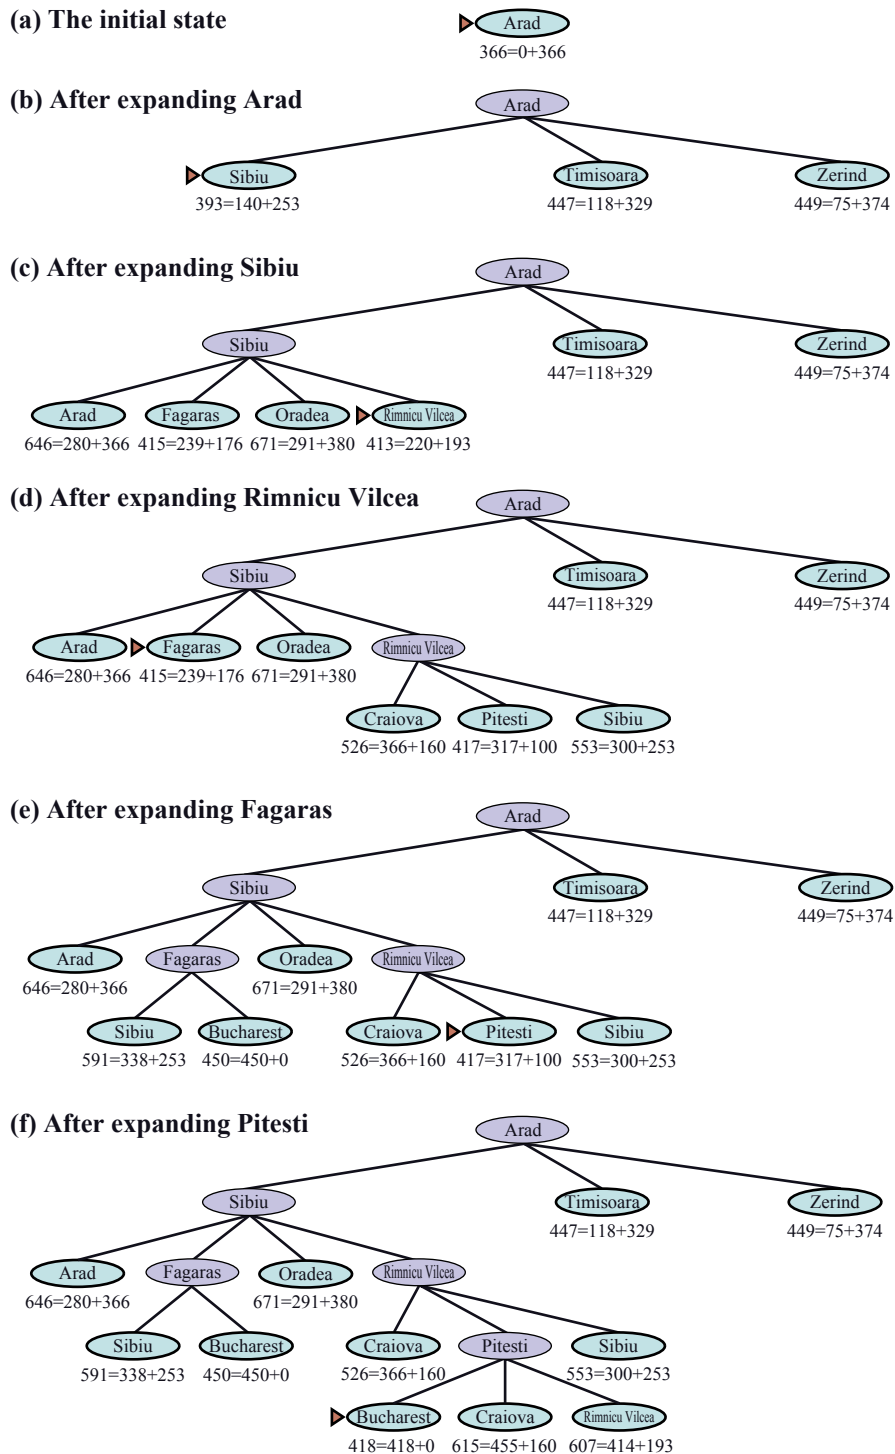 (a) The initial state
Arad
366=0+366
(b) After expanding Arad
Arad
Sibiu Timisoara Zerind
393=140+253 447=118+329 449=75+374
(c) After expanding Sibiu
Arad
Sibiu Timisoara Zerind
447=118+329 449=75+374
Arad Fagaras Oradea Rimnicu Vilcea
646=280+366 415=239+176 671=291+380 413=220+193
(d) After expanding Rimnicu Vilcea
Arad
Sibiu Timisoara Zerind
447=118+329 449=75+374
Arad Fagaras Oradea Rimnicu Vilcea
646=280+366 415=239+176 671=291+380
Craiova Pitesti Sibiu
526=366+160 417=317+100 553=300+253
(e) After expanding Fagaras
Arad
Sibiu Timisoara Zerind
447=118+329 449=75+374
Arad Fagaras Oradea Rimnicu Vilcea
646=280+366 671=291+380
Sibiu Bucharest Craiova Pitesti Sibiu
591=338+253 450=450+0 526=366+160 417=317+100 553=300+253
(f) After expanding Pitesti
Arad
Sibiu Timisoara Zerind
447=118+329 449=75+374
Arad Fagaras Oradea Rimnicu Vilcea
646=280+366 671=291+380
Sibiu Bucharest Craiova Pitesti Sibiu
591=338+253 450=450+0 526=366+160 553=300+253
Bucharest Craiova Rimnicu Vilcea
418=418+0 615=455+160 607=414+193